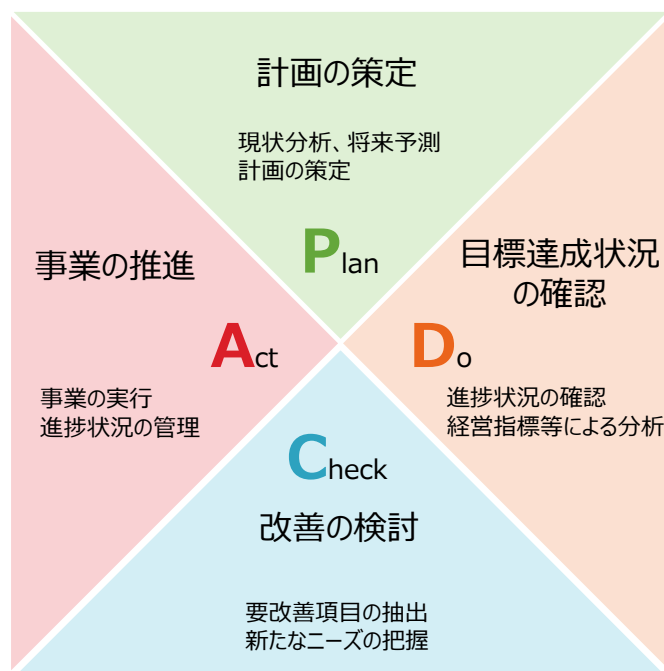 計画の策定
現状分析、将来予測
計画の策定
Plan
事業の推進
Act
事業の実行
進捗状況の管理
目標達成状況
の確認
Do
進捗状況の確認
経営指標等による分析
Check
改善の検討
要改善項目の抽出
新たなニーズの把握